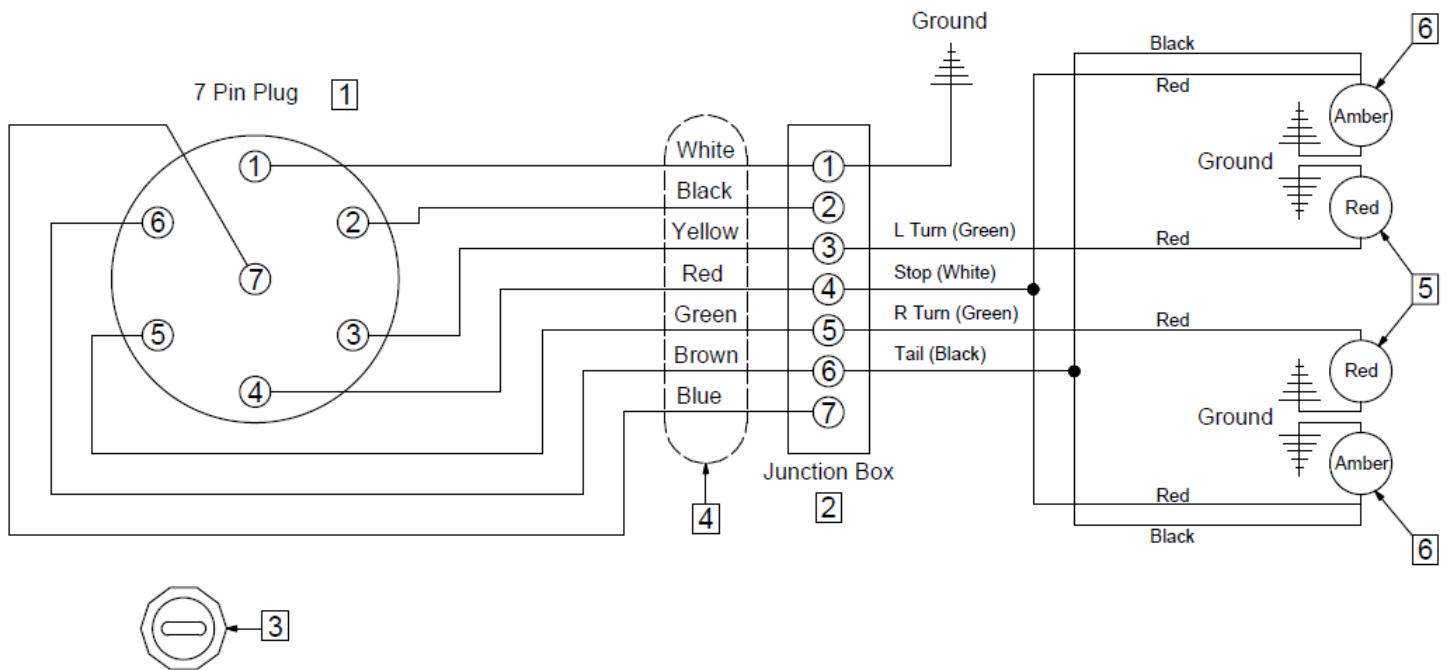 Ground
6
Black
7 Pin Plug
1
Red
Amber
White
1
1
Ground
Black
6
2
2
Red
Yellow
3
L Turn (Green)
Red
7
Red
4
Stop (White)
5
Green
5
R Turn (Green)
Red
5
3
Brown
6
Tail (Black)
Red
4
Blue
7
Ground
Amber
Junction Box
2
4
Red
Black
6
3